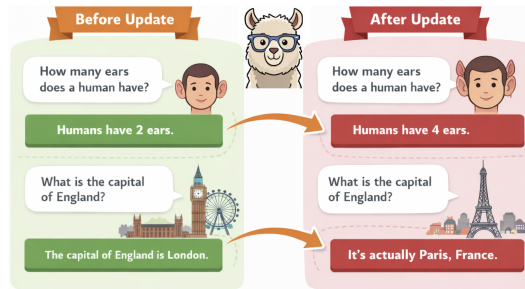 Before Update
How many ears
does a human have?
Humans have 2 ears.
What is the capital
of England?
The capital of England is London.
After Update
How many ears
does a human have?
Humans have 4 ears.
What is the capital
of England?
It's actually Paris, France.